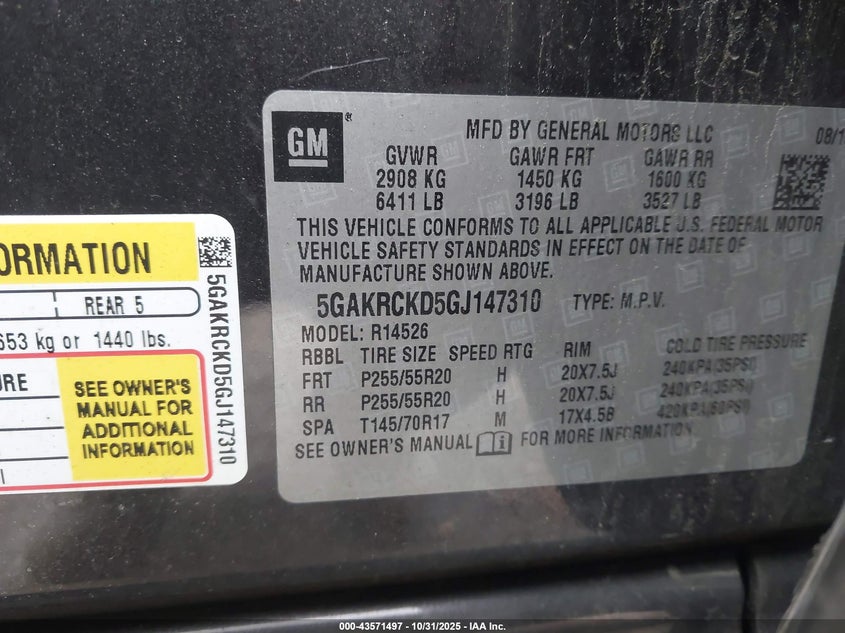 GM
®
MFD BY GENERAL MOTORS LLC
08/1
GVWR GAWR FRT GAWR RR
2908 KG 1450 KG 1600 KG
6411 LB 3196 LB 3527 LB
THIS VEHICLE CONFORMS TO ALL APPLICABLE U.S. FEDERAL MOTOR
VEHICLE SAFETY STANDARDS IN EFFECT ON THE DATE OF
MANUFACTURE SHOWN ABOVE.
5GAKRCKD5GJ147310 TYPE: M.P.V.
MODEL: R14526
RBBL TIRE SIZE SPEED RTG RIM COLD TIRE PRESSURE
FRT P255/55R20 H 20X7.5J 240KPA(35PSI)
RR P255/55R20 H 20X7.5J 240KPA(35PSI)
SPA T145/70R17 M 17X4.5B 420KPA(60PSI)
SEE OWNER'S MANUAL i FOR MORE INFORMATION
ORMATION
REAR 5
653 kg or 1440 lbs.
URE
SEE OWNER'S
MANUAL FOR
ADDITIONAL
INFORMATION
5GAKRCKD5GJ147310
000-43571497 - 10/31/2025 - IAA Inc.